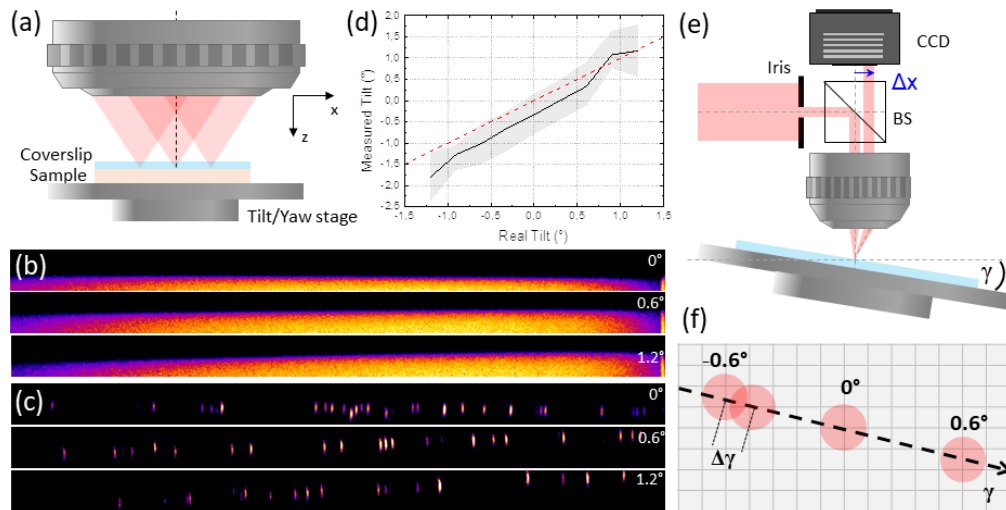 (a)
x
z
Coverslip
Sample
Tilt/Yaw stage
(d)
Measured Tilt (°)
1,5
1,0
0,5
0,0
-0,5
-1,0
-1,5
-2,0
-2,5
-1,5 -1,0 -0,5 0,0 0,5 1,0 1,5
Real Tilt (°)
(e)
CCD
Iris
Δx
BS
γ
(b)
0°
0.6°
1.2°
(c)
0°
0.6°
1.2°
(f)
-0.6°
0°
0.6°
Δγ
γ